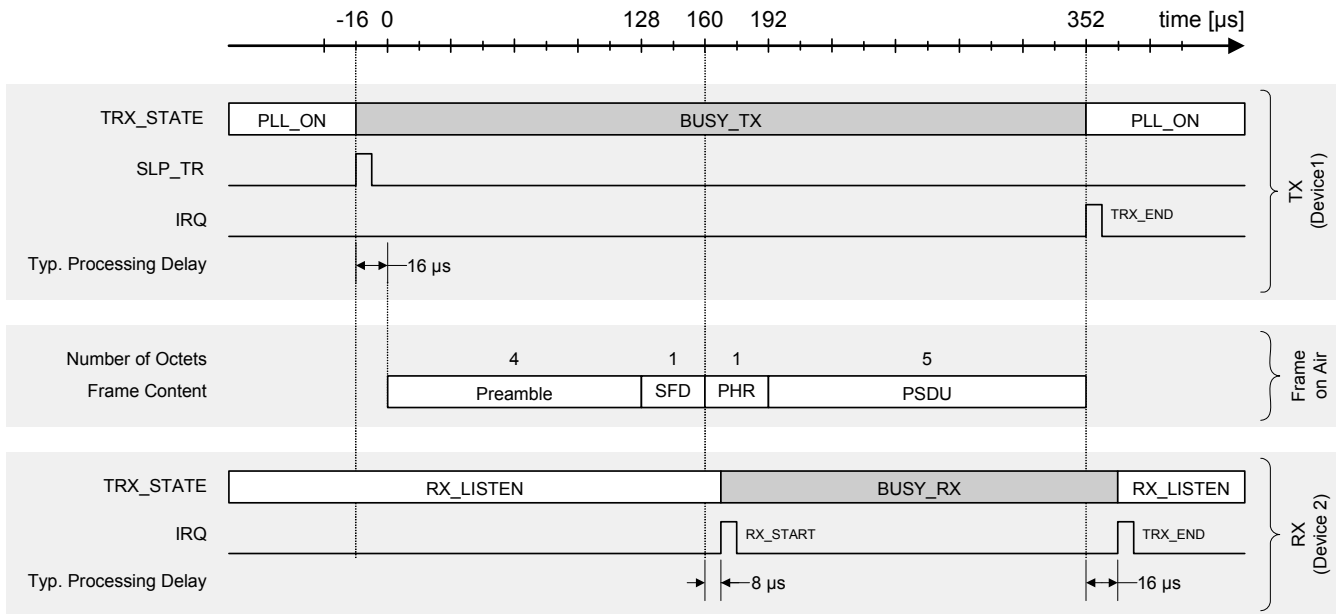 -16 0 128 160 192 352 time [µs]
TRX_STATE PLL_ON BUSY_TX PLL_ON
SLP_TR
IRQ TRX_END
Typ. Processing Delay 16 µs
TX
(Device1)
Number of Octets 4 1 1 5
Frame Content Preamble SFD PHR PSDU
Frame
on Air
TRX_STATE RX_LISTEN BUSY_RX RX_LISTEN
IRQ RX_START TRX_END
Typ. Processing Delay 8 µs 16 µs
RX
(Device 2)